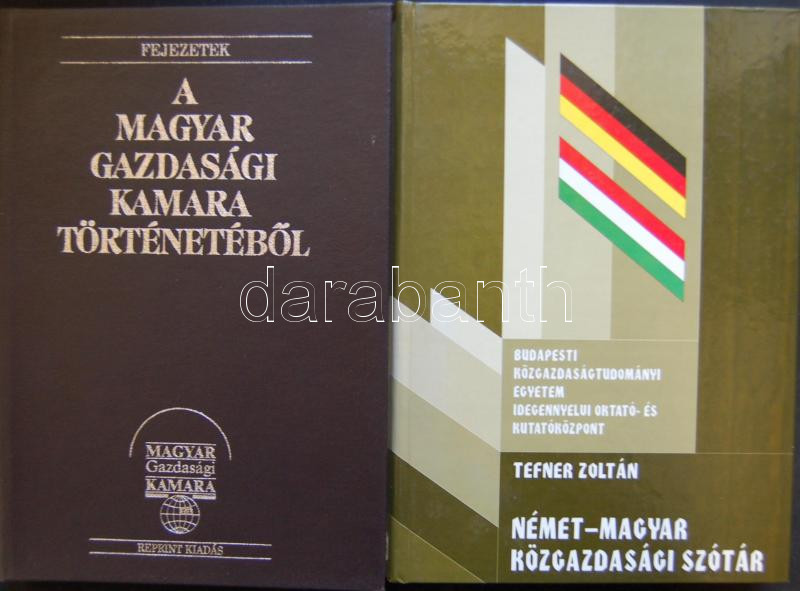 FEJEZETEK
A
MAGYAR
GAZDASÁGI
KAMARA
TÖRTÉNETÉBŐL
MAGYAR
Gazdasági
KAMARA
REPRINT KIADÁS
BUDAPESTI
KÖZGAZDASÁGTUDOMÁNYI
EGYETEM
IDEGENNYELVI OKTATÓ- ÉS
KUTATÓKÖZPONT
TEFNER ZOLTÁN
NÉMET–MAGYAR
KÖZGAZDASÁGI SZÓTÁR
darabanth